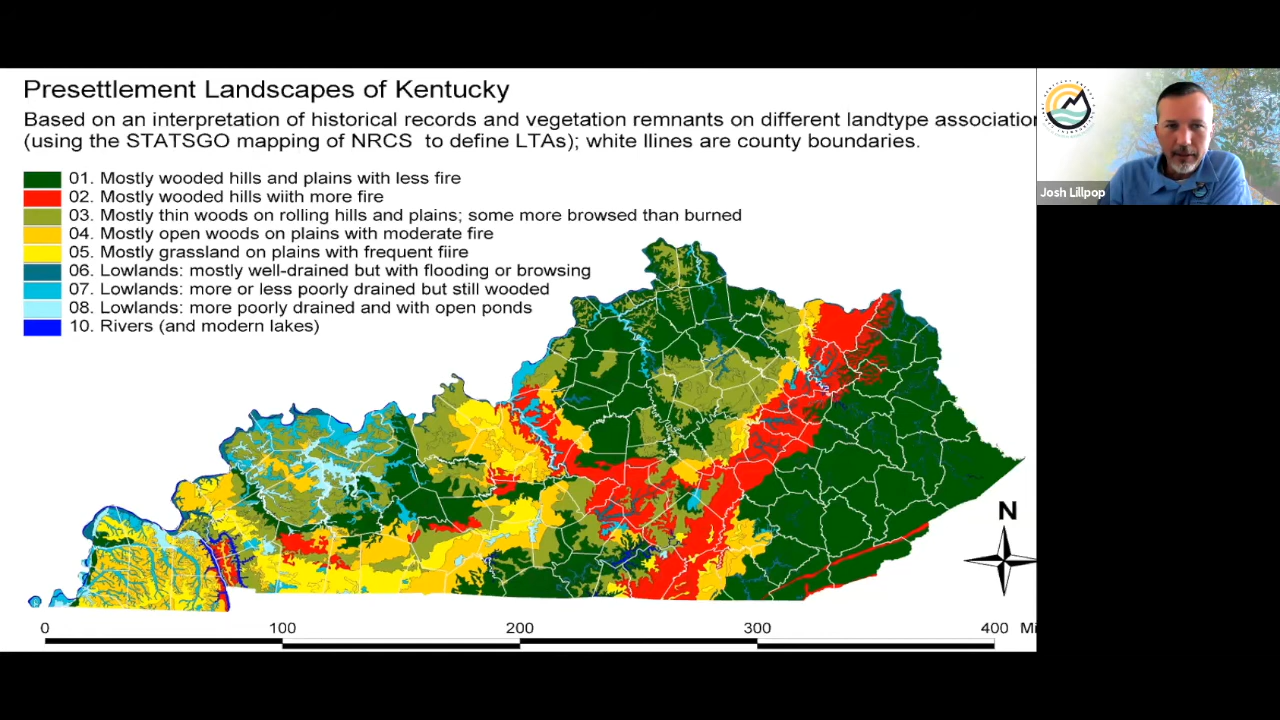 Presettlement Landscapes of Kentucky
Based on an interpretation of historical records and vegetation remnants on different landtype association
(using the STATSGO mapping of NRCS to define LTAs); white llines are county boundaries.
01. Mostly wooded hills and plains with less fire
02. Mostly wooded hills wiith more fire
03. Mostly thin woods on rolling hills and plains; some more browsed than burned
04. Mostly open woods on plains with moderate fire
05. Mostly grassland on plains with frequent fiire
06. Lowlands: mostly well-drained but with flooding or browsing
07. Lowlands: more or less poorly drained but still wooded
08. Lowlands: more poorly drained and with open ponds
10. Rivers (and modern lakes)
Josh Lillpop
N
0 100 200 300 400 Mi